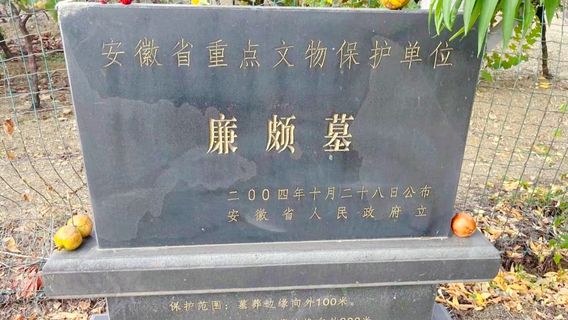 安徽省重点文物保护单位
廉颇墓
二〇〇四年十月二十八日公布
安徽省人民政府立
保护范围：墓葬边缘向外100米。